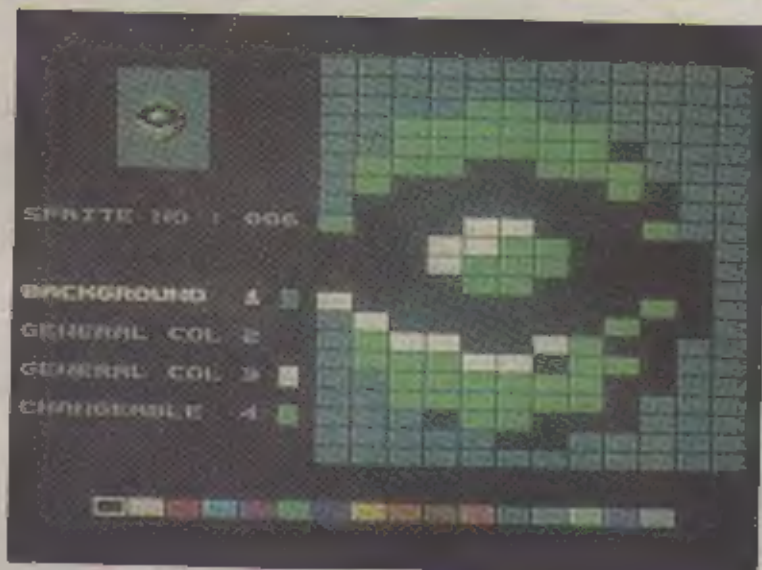 SPRITE NO : 006
BACKGROUND 1
GENERAL COL 2
GENERAL COL 3
CHANGEABLE 4